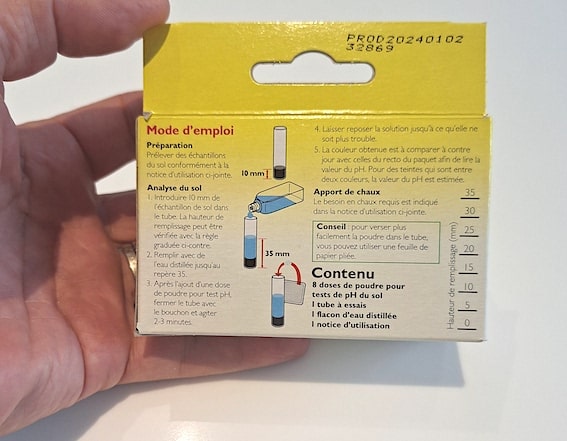 PROD20240102
32869
Mode d'emploi
Préparation
Prélever des échantillons
du sol conformément à la
notice d'utilisation ci-jointe.
10 mm
Analyse du sol
1. Introduire 10 mm de
l'échantillon de sol dans
le tube. La hauteur de
remplissage peut être
vérifiée avec la règle
graduée ci-contre.
2. Remplir avec de
l'eau distillée jusqu'au
repère 35.
3. Après l'ajout d'une dose
de poudre pour test pH,
fermer le tube avec
le bouchon et agiter
2-3 minutes.
35 mm
4. Laisser reposer la solution jusqu'à ce qu'elle ne
soit plus trouble.
5. La couleur obtenue est à comparer à contre
jour avec celles du recto du paquet afin de lire la
valeur du pH. Pour des teintes qui sont entre
deux couleurs, la valeur pH est estimée.
Apport de chaux
Le besoin en chaux requis est indiqué
dans la notice d'utilisation ci-jointe.
Conseil : pour verser plus
facilement la poudre dans le tube,
vous pouvez utiliser une feuille de
papier pliée.
Contenu
8 doses de poudre pour
tests de pH du sol
1 tube à essais
1 flacon d'eau distillée
1 notice d'utilisation
Hauteur de remplissage (mm)
35
30
25
20
15
10
5
0